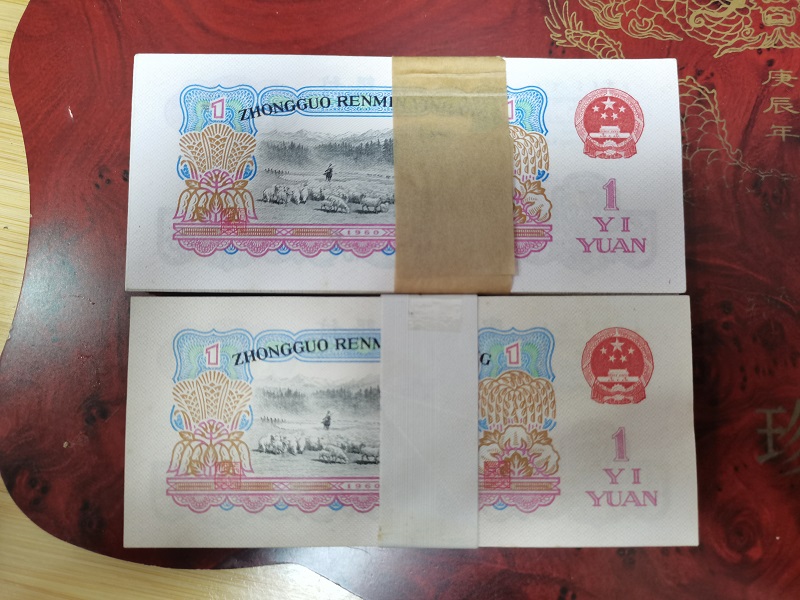 1
ZHONGGUO RENMI
1
1960
1
YI
YUAN
1
ZHONGGUO RENM
G
1
1960
1
YI
YUAN
庚
辰
年
珍